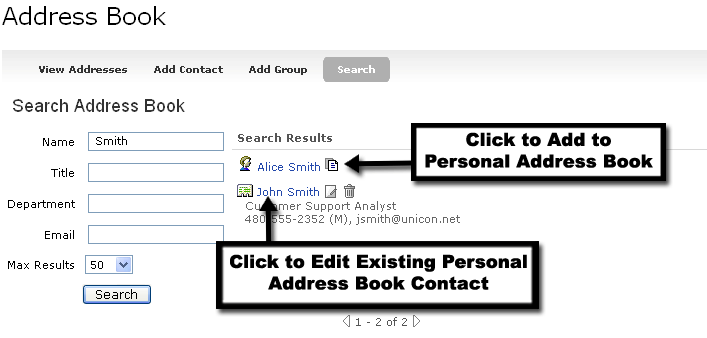 Address Book
View Addresses Add Contact Add Group Search
Search Address Book
Name Smith
Title
Department
Email
Max Results 50
Search
Search Results
Alice Smith
John Smith
Customer Support Analyst
480-555-2352 (M), jsmith@unicon.net
Click to Add to
Personal Address Book
Click to Edit Existing Personal
Address Book Contact
1 - 2 of 2